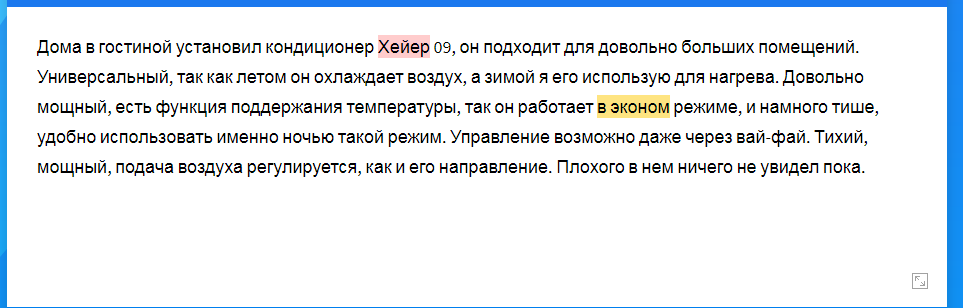 Дома в гостиной установил кондиционер Хейер 09, он подходит для довольно больших помещений.
Универсальный, так как летом он охлаждает воздух, а зимой я его использую для нагрева. Довольно
мощный, есть функция поддержания температуры, так он работает в эконом режиме, и намного тише,
удобно использовать именно ночью такой режим. Управление возможно даже через вай-фай. Тихий,
мощный, подача воздуха регулируется, как и его направление. Плохого в нем ничего не увидел пока.